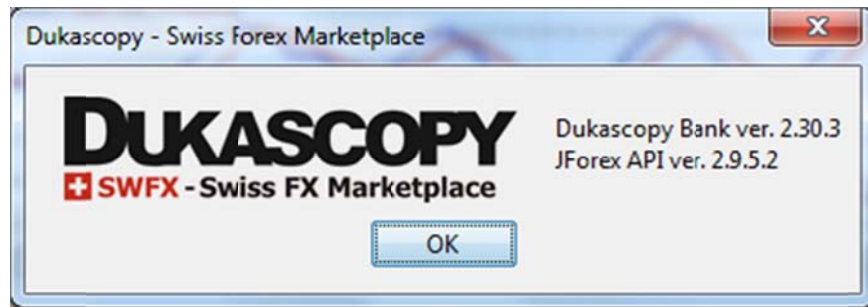 Dukascopy - Swiss Forex Marketplace
DUKASCOPY
SWFX - Swiss FX Marketplace
Dukascopy Bank ver. 2.30.3
JForex API ver. 2.9.5.2
OK